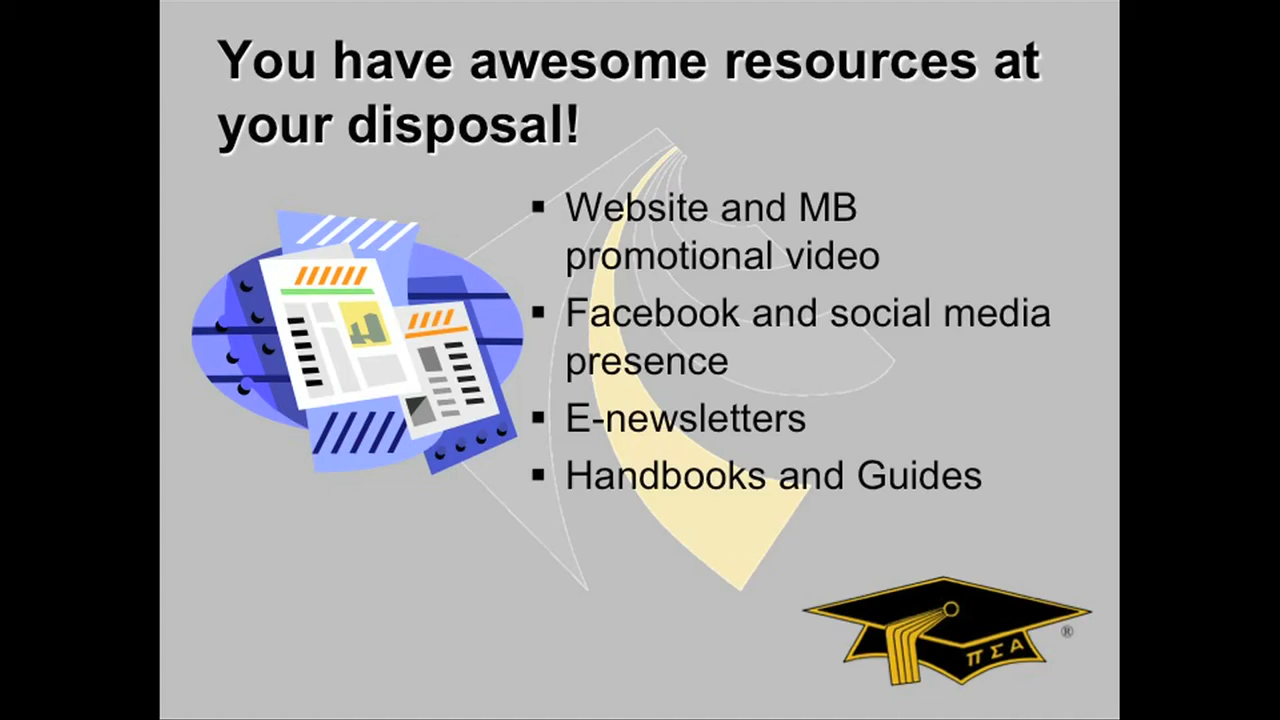 You have awesome resources at
your disposal!
▪ Website and MB
promotional video
▪ Facebook and social media
presence
▪ E-newsletters
▪ Handbooks and Guides
ΠΣΑ
®